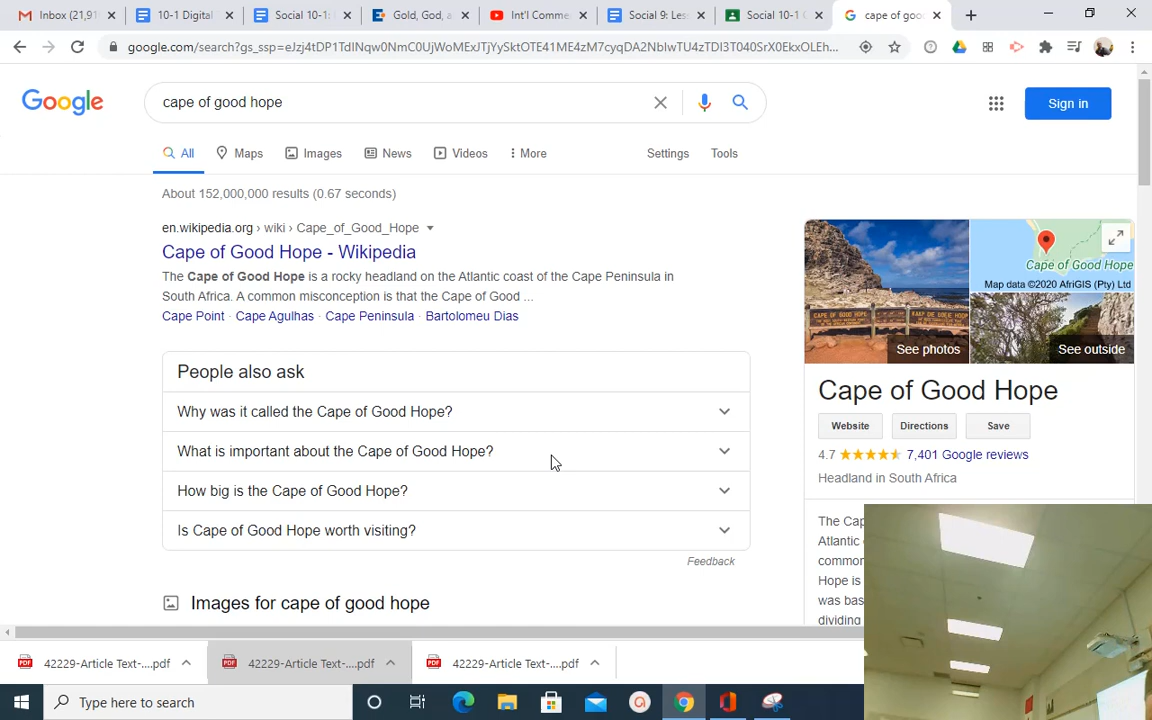 Inbox (21,91
10-1 Digital
Social 10-1:
Gold, God, a
Int'l Comme
Social 9: Les
Social 10-1 C
cape of goo
google.com/search?gs_ssp=eJzj4tDP1TdINqw0NmC0UjWoMExJTjYySktOTE41ME4zM7cyqDA2NbIwTU4zTDI3T040SrX0EkxOLEh...
Google
cape of good hope
Sign in
All
Maps
Images
News
Videos
More
Settings
Tools
About 152,000,000 results (0.67 seconds)
en.wikipedia.org › wiki › Cape_of_Good_Hope
Cape of Good Hope - Wikipedia
The Cape of Good Hope is a rocky headland on the Atlantic coast of the Cape Peninsula in
South Africa. A common misconception is that the Cape of Good ...
Cape Point · Cape Agulhas · Cape Peninsula · Bartolomeu Dias
People also ask
Why was it called the Cape of Good Hope?
What is important about the Cape of Good Hope?
How big is the Cape of Good Hope?
Is Cape of Good Hope worth visiting?
Feedback
Images for cape of good hope
CAPE OF GOOD HOPE
Cape of Good Hope
Map data ©2020 AfriGIS (Pty) Ltd
See photos
See outside
Cape of Good Hope
Website
Directions
Save
4.7
7,401 Google reviews
Headland in South Africa
The Cap
Atlantic
common
Hope is
was bas
dividing
42229-Article Text-....pdf
42229-Article Text-....pdf
42229-Article Text-....pdf
Type here to search